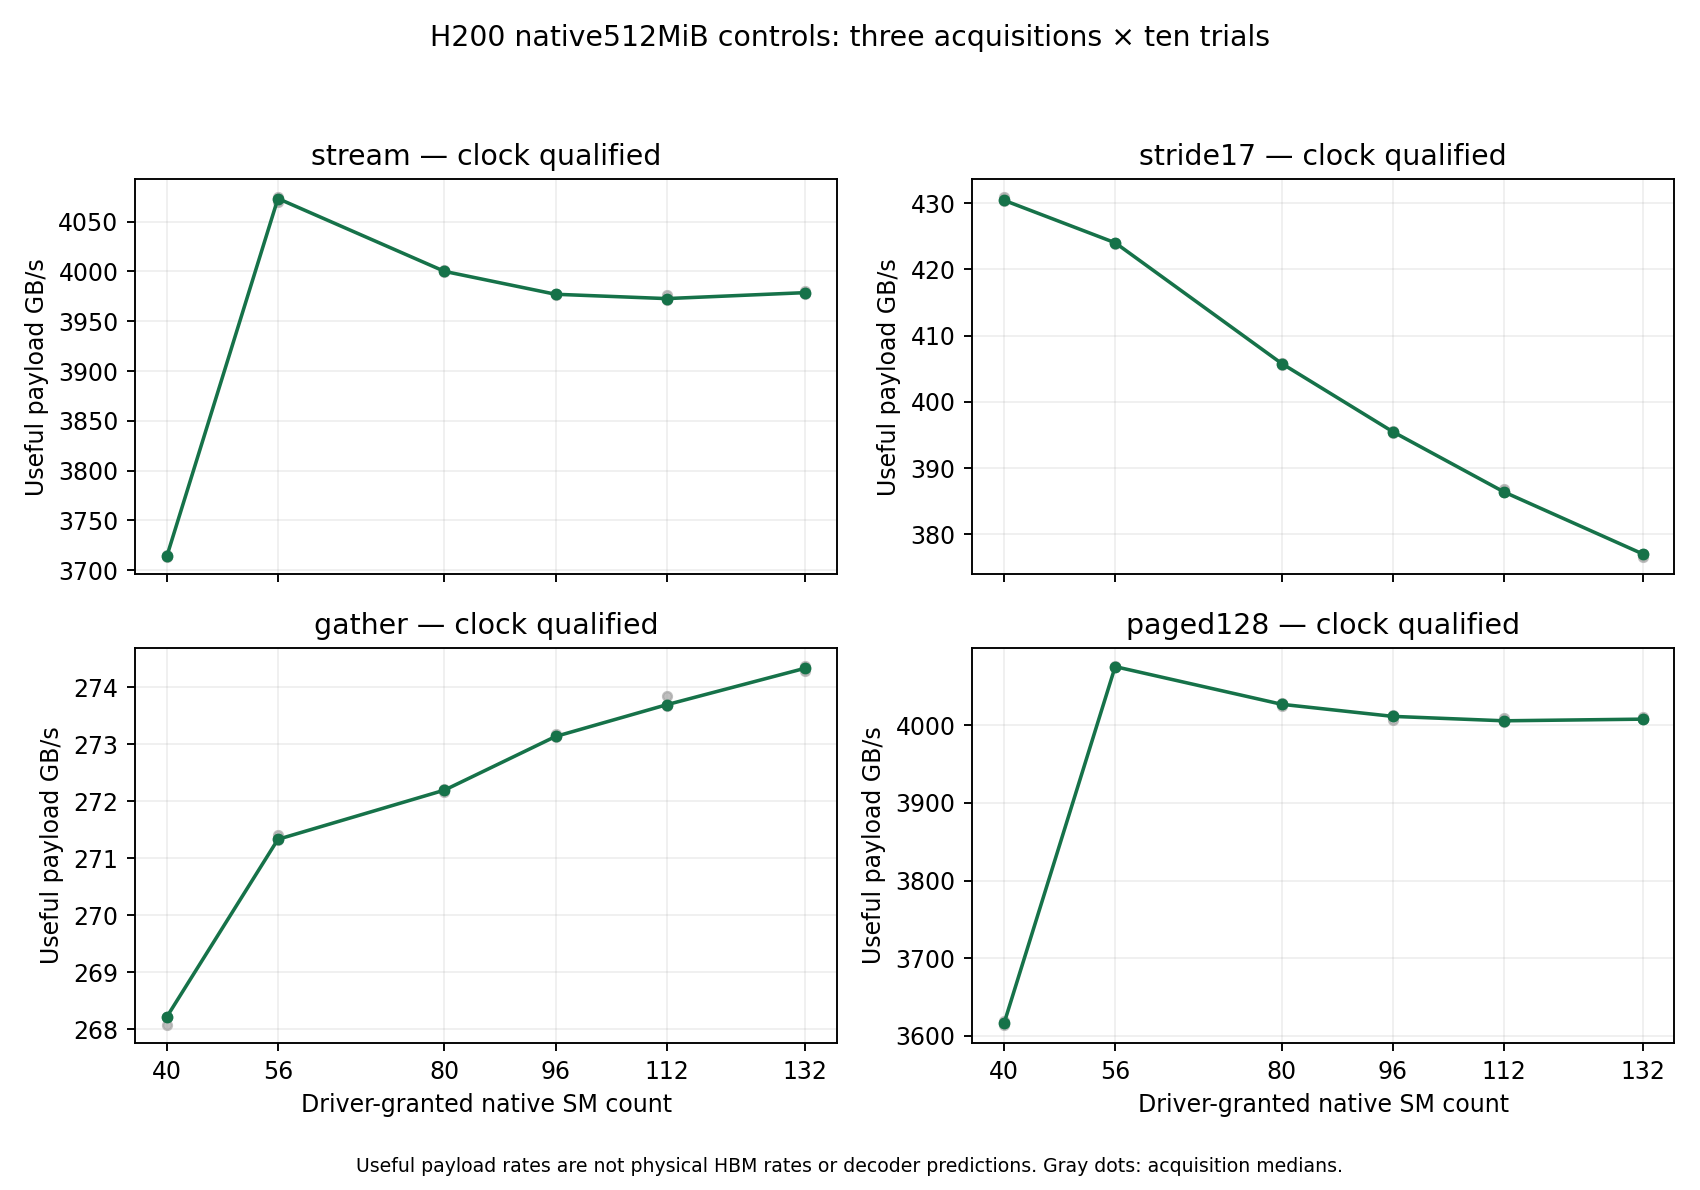 H200 native512MiB controls: three acquisitions × ten trials
stream — clock qualified
Useful payload GB/s
4050
4000
3950
3900
3850
3800
3750
3700
stride17 — clock qualified
Useful payload GB/s
430
420
410
400
390
380
gather — clock qualified
Useful payload GB/s
274
273
272
271
270
269
268
40 56 80 96 112 132
Driver-granted native SM count
paged128 — clock qualified
Useful payload GB/s
4000
3900
3800
3700
3600
40 56 80 96 112 132
Driver-granted native SM count
Useful payload rates are not physical HBM rates or decoder predictions. Gray dots: acquisition medians.